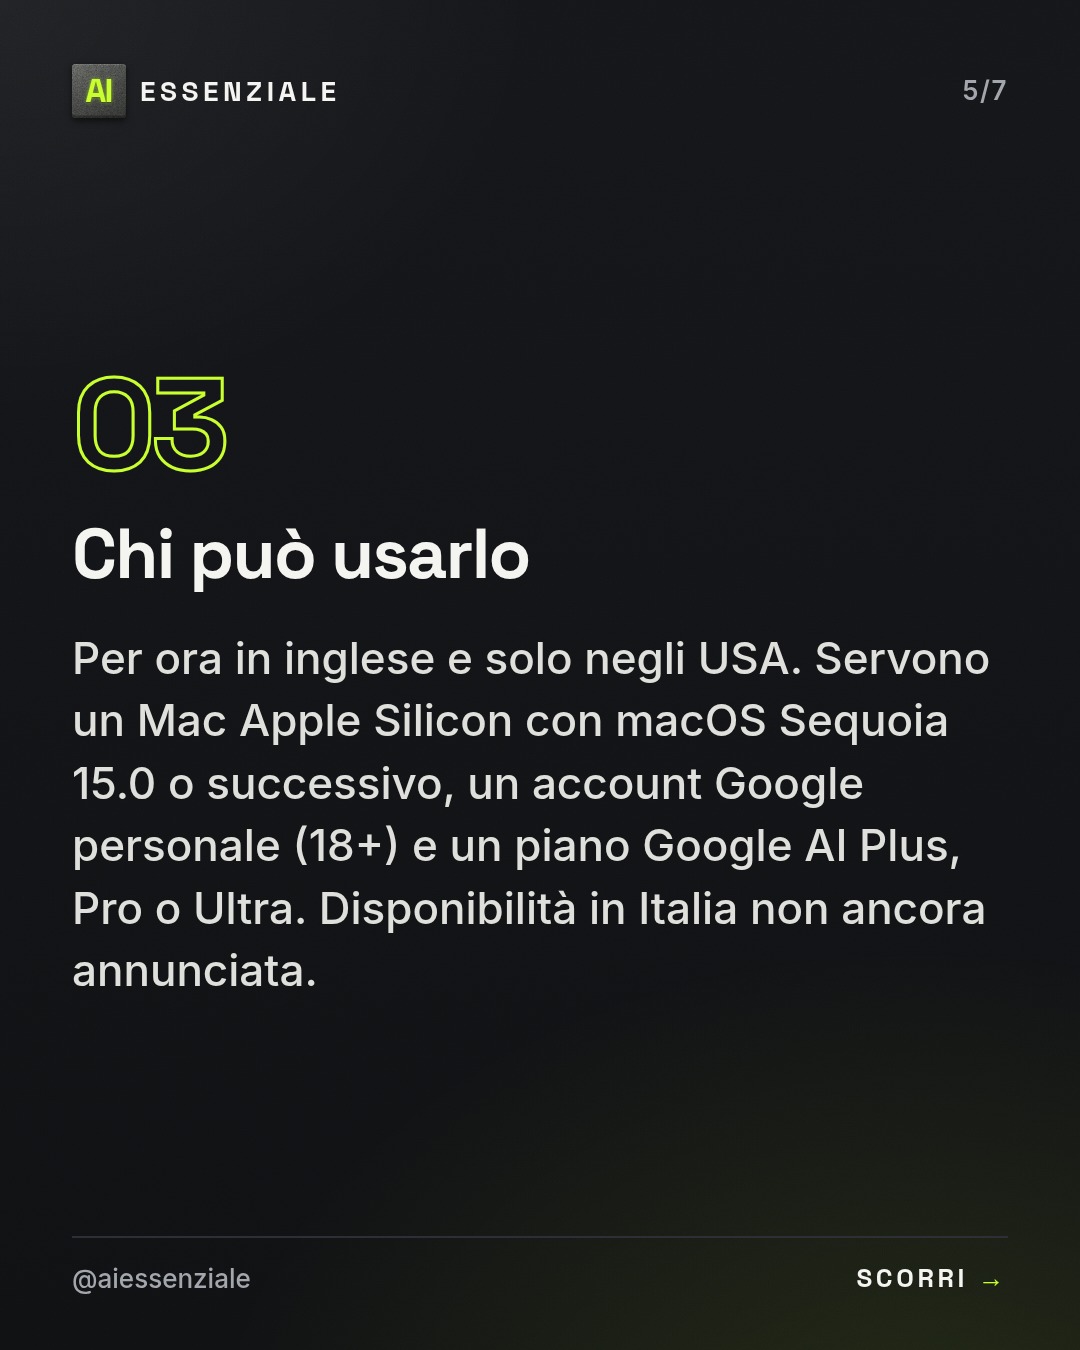 AI ESSENZIALE
5/7
03
Chi può usarlo
Per ora in inglese e solo negli USA. Servono
un Mac Apple Silicon con macOS Sequoia
15.0 o successivo, un account Google
personale (18+) e un piano Google AI Plus,
Pro o Ultra. Disponibilità in Italia non ancora
annunciata.
@aiessenziale
SCORRI →